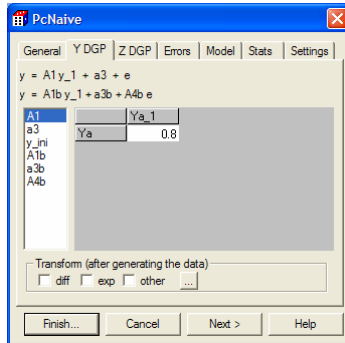 PcNaive
General Y DGP Z DGP Errors Model Stats Settings
y = A1 y_1 + a3 + e
y = A1b y_1 + a3b + A4b e
A1
a3
y_ini
A1b
a3b
A4b
Ya_1
Ya 0.8
Transform (after generating the data)
diff exp other ...
Finish... Cancel Next > Help